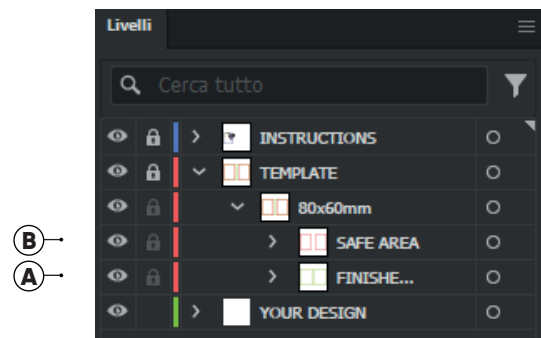 Livelli
Cerca tutto
INSTRUCTIONS
TEMPLATE
80x60mm
B SAFE AREA
A FINISHE...
YOUR DESIGN